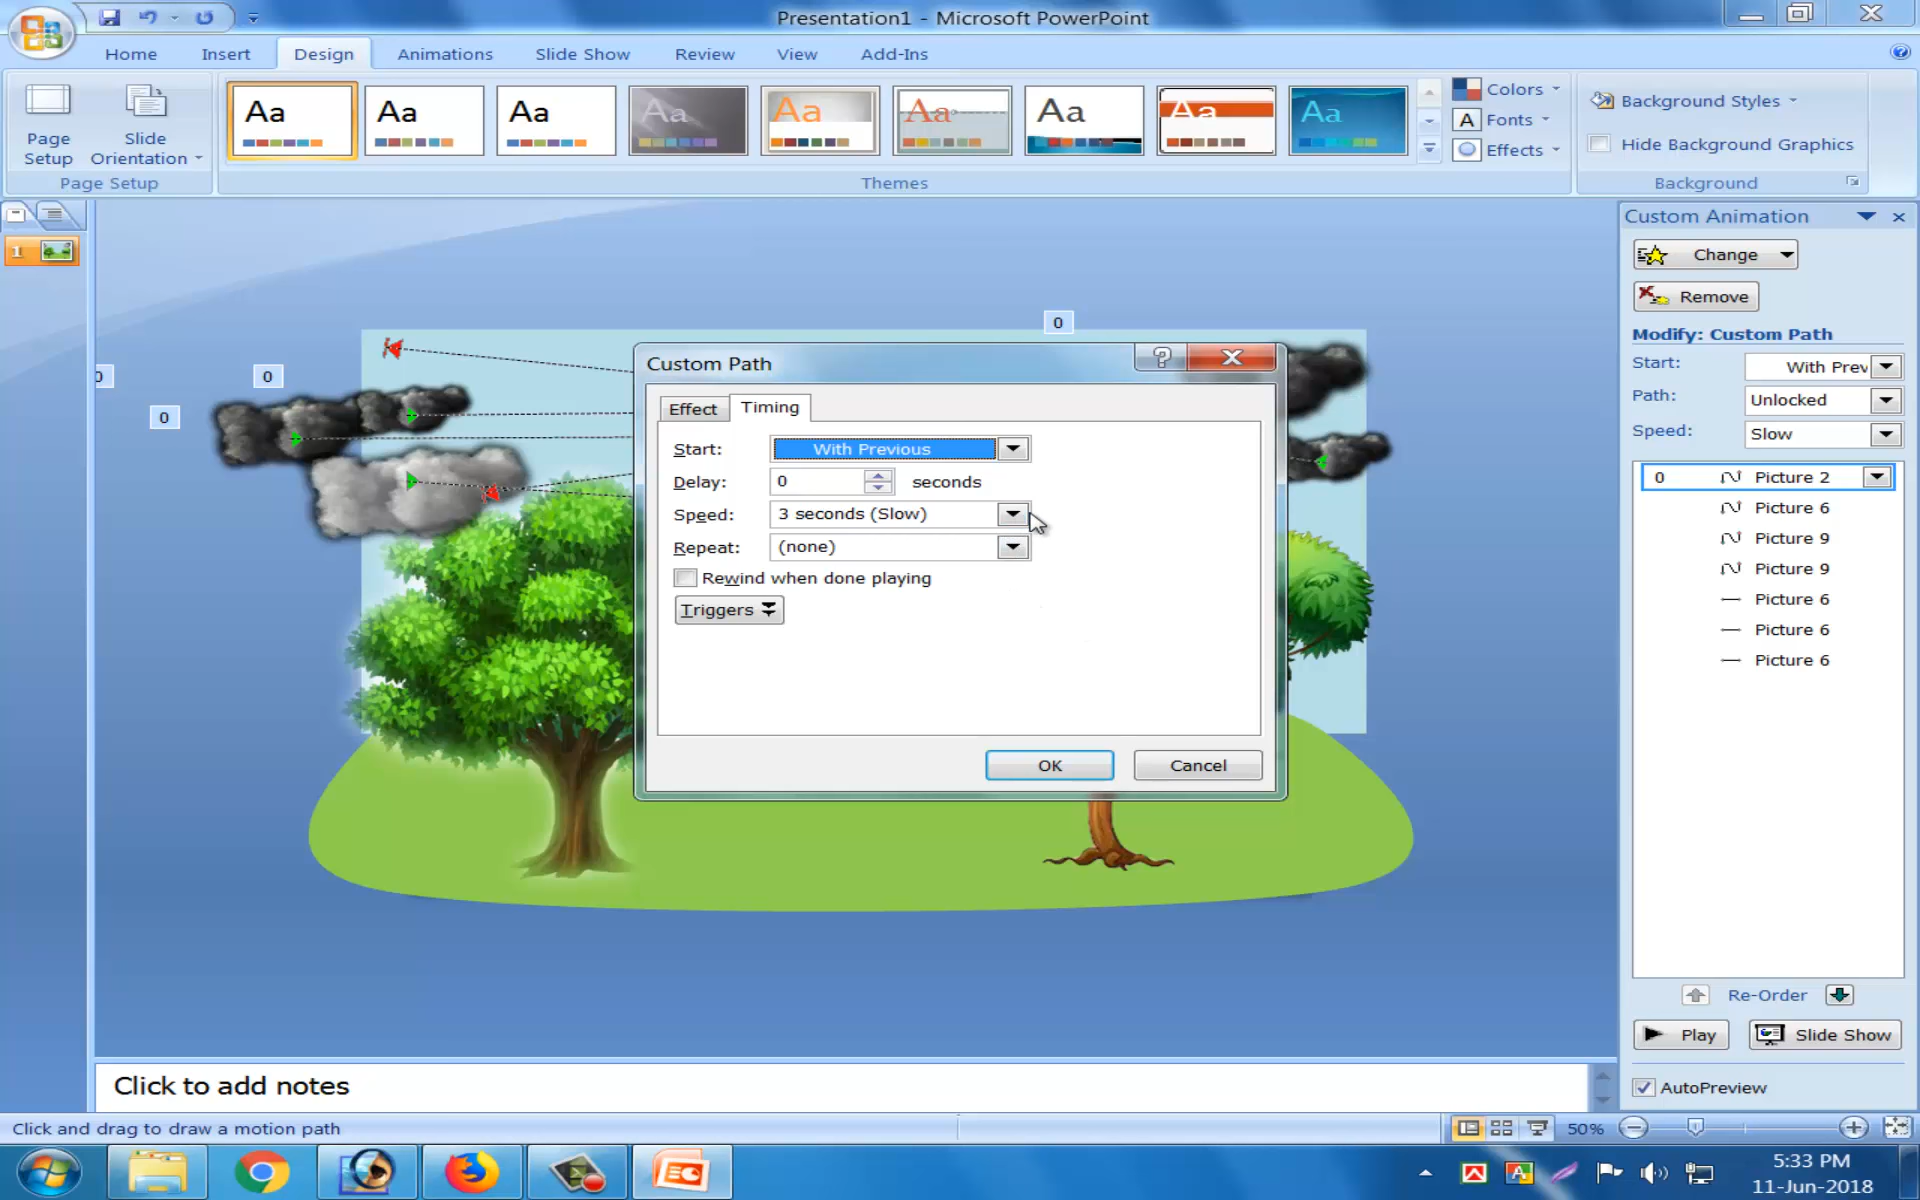 Presentation1 - Microsoft PowerPoint
Home Insert Design Animations Slide Show Review View Add-Ins
Page Setup
Slide Orientation
Aa Aa Aa Aa Aa Aa Aa Aa Aa
Colors
Fonts
Effects
Background Styles
Hide Background Graphics
Page Setup Themes Background
1
0
0
0
0
Custom Path
Effect Timing
Start: With Previous
Delay: 0 seconds
Speed: 3 seconds (Slow)
Repeat: (none)
Rewind when done playing
Triggers
OK Cancel
Custom Animation
Change
Remove
Modify: Custom Path
Start: With Prev
Path: Unlocked
Speed: Slow
0 Picture 2
Picture 6
Picture 9
Picture 9
Picture 6
Picture 6
Picture 6
Re-Order
Play Slide Show
AutoPreview
Click to add notes
Click and drag to draw a motion path
50%
5:33 PM
11-Jun-2018